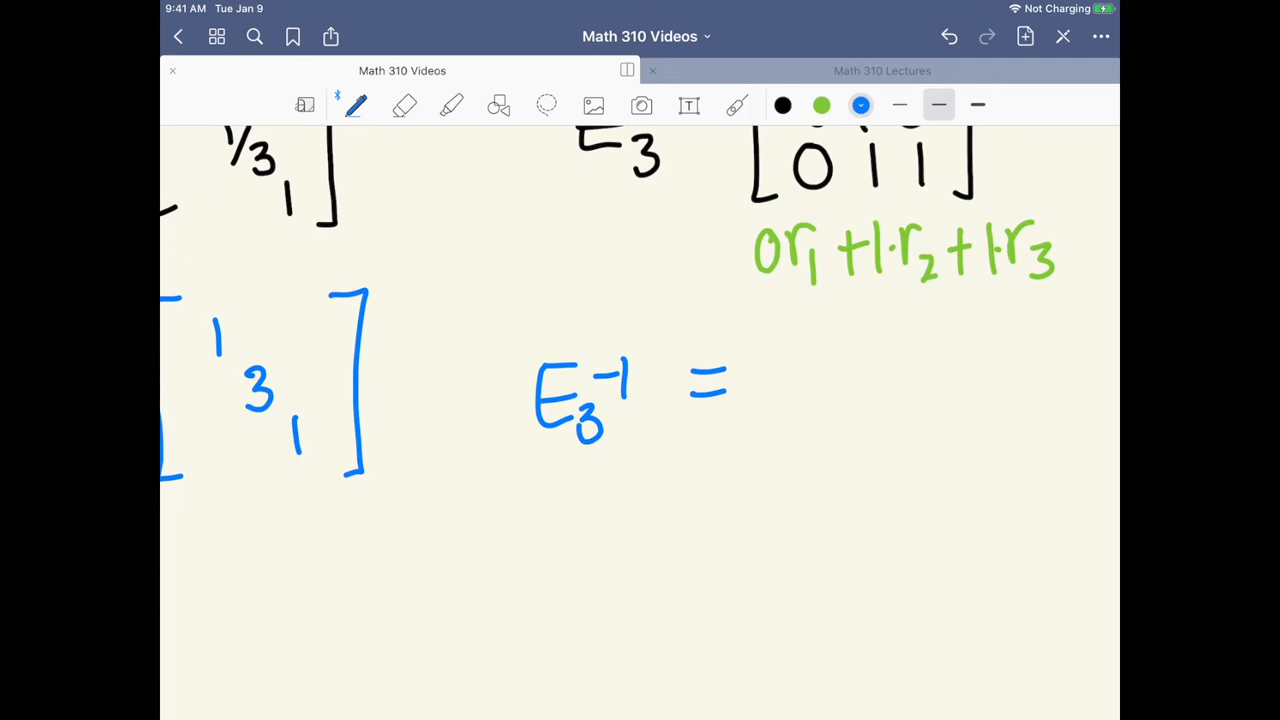 9:41 AM Tue Jan 9
Not Charging
Math 310 Videos
Math 310 Videos
Math 310 Lectures
T
1/3
1
E3
0 1 1
0r1 + 1·r2 + 1·r3
1
3
1
E3^-1 =